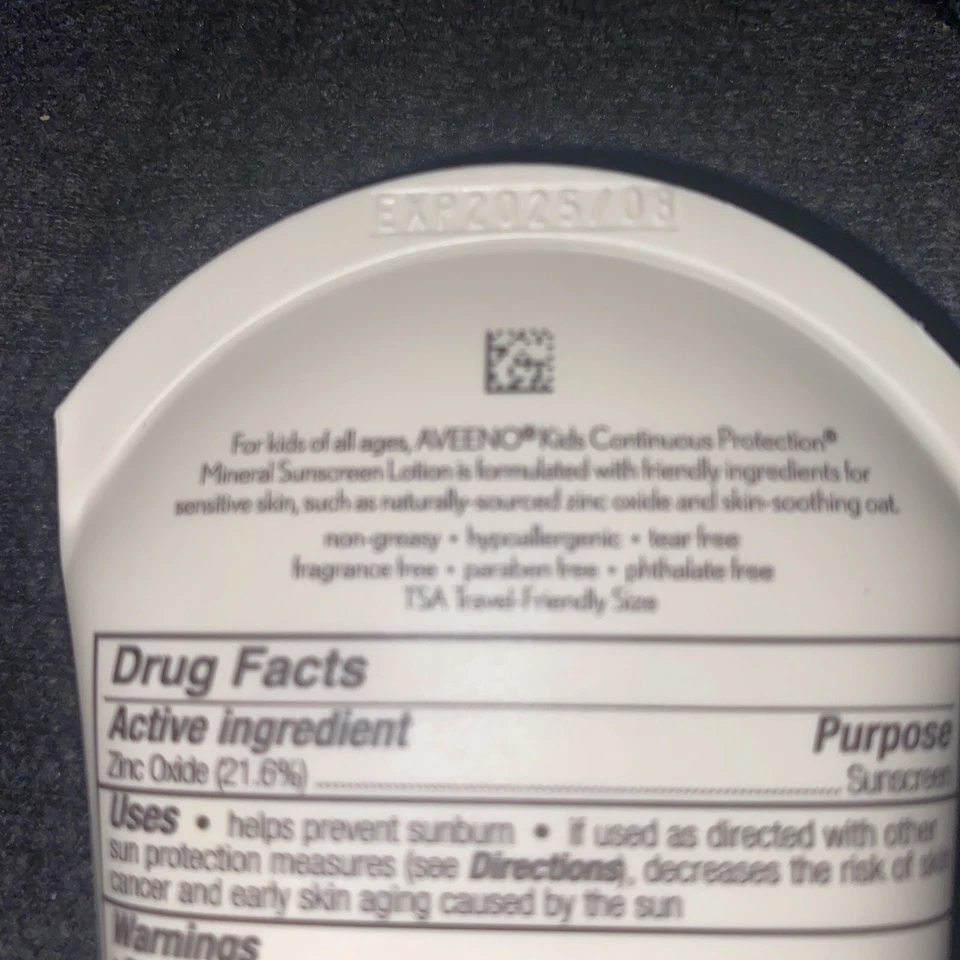 EXP2025/08
For kids of all ages, AVEENO® Kids Continuous Protection®
Mineral Sunscreen Lotion is formulated with friendly ingredients for
sensitive skin, such as naturally-sourced zinc oxide and skin-soothing oat.
non-greasy • hypoallergenic • tear free
fragrance free • paraben free • phthalate free
TSA Travel-Friendly Size
Drug Facts
Active ingredient Purpose
Zinc Oxide (21.6%) ........................ Sunscreen
Uses • helps prevent sunburn • if used as directed with other
sun protection measures (see Directions), decreases the risk of skin
cancer and early skin aging caused by the sun
Warnings